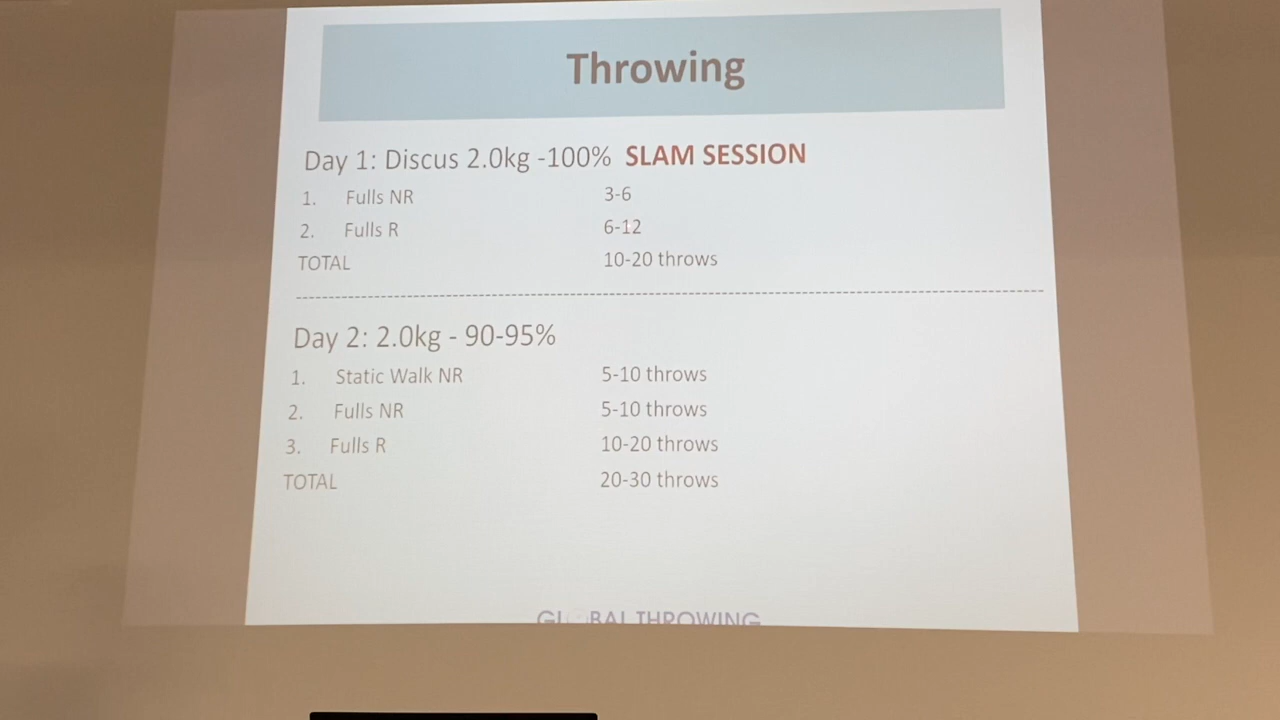 Throwing
Day 1: Discus 2.0kg -100% SLAM SESSION
1. Fulls NR 3-6
2. Fulls R 6-12
TOTAL 10-20 throws
Day 2: 2.0kg - 90-95%
1. Static Walk NR 5-10 throws
2. Fulls NR 5-10 throws
3. Fulls R 10-20 throws
TOTAL 20-30 throws
GLOBAL THROWING